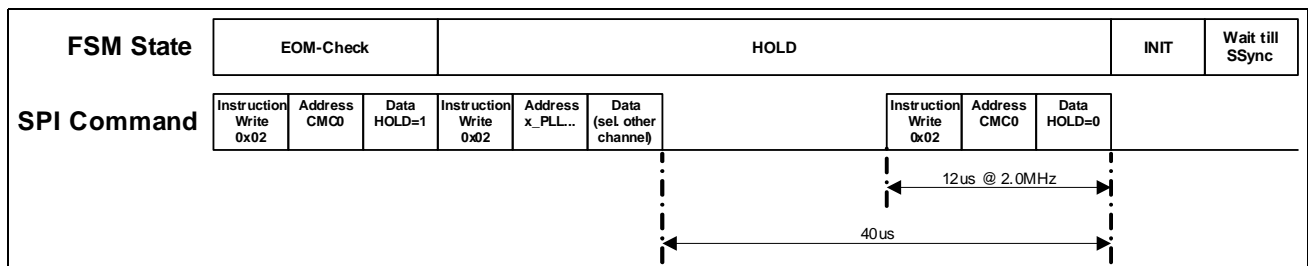 FSM State
EOM-Check
HOLD
INIT
Wait till
SSync
SPI Command
Instruction
Write
0x02
Address
CMC0
Data
HOLD=1
Instruction
Write
0x02
Address
x_PLL...
Data
(sel. other
channel)
Instruction
Write
0x02
Address
CMC0
Data
HOLD=0
12us @ 2.0MHz
40us